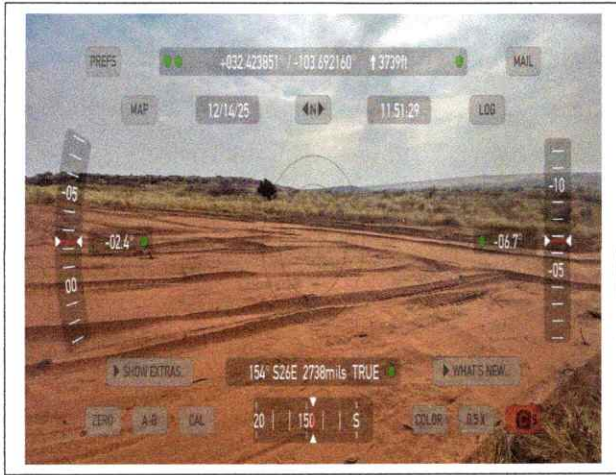 PREFS +032.423851 / -103.692160 3739ft MAIL
MAP 12/14/25 N 11:51:29 LOG
-05 -10
-02.4° -06.7°
00 -05
SHOW EXTRAS... 154° S26E 2738mils TRUE WHAT'S NEW...
ZERO A-B CAL 20 150 S COLOR